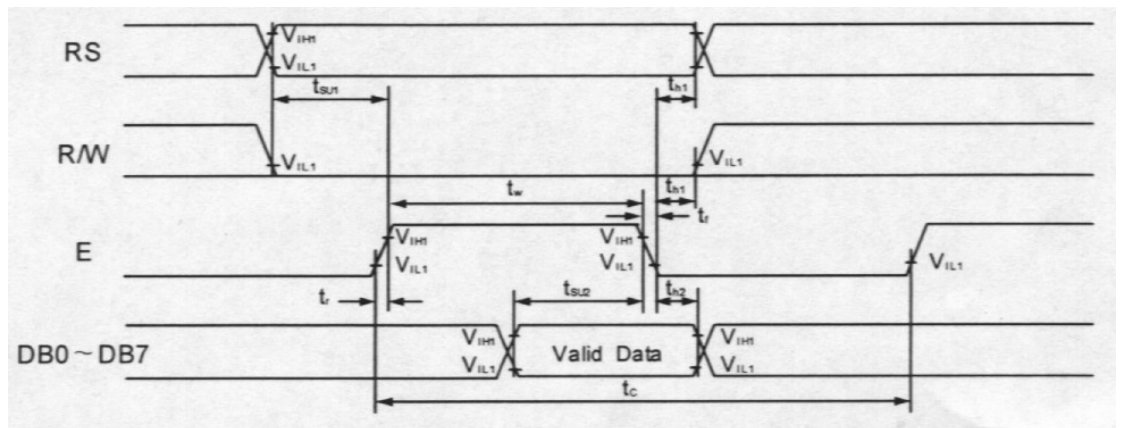 RS
VIH1
VIL1
tSU1
th1
R/W
VIL1
VIL1
tw
th1
tf
E
VIH1
VIL1
VIH1
VIL1
VIL1
tr
tSU2
th2
DB0~DB7
VIH1
VIL1
Valid Data
VIH1
VIL1
tC